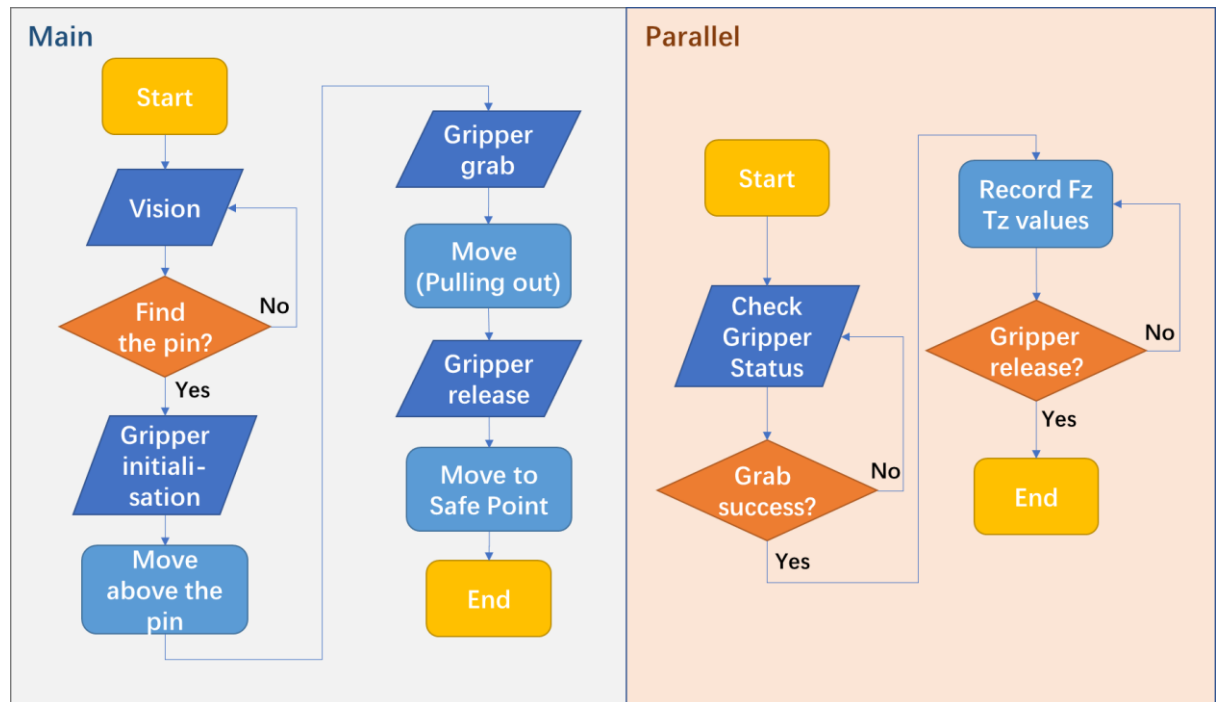 Main
Start
Vision
Find
the pin?
No
Yes
Gripper
initiali-
sation
Move
above the
pin
Gripper
grab
Move
(Pulling out)
Gripper
release
Move to
Safe Point
End
Parallel
Start
Check
Gripper
Status
Grab
success?
No
Yes
Record Fz
Tz values
Gripper
release?
No
Yes
End